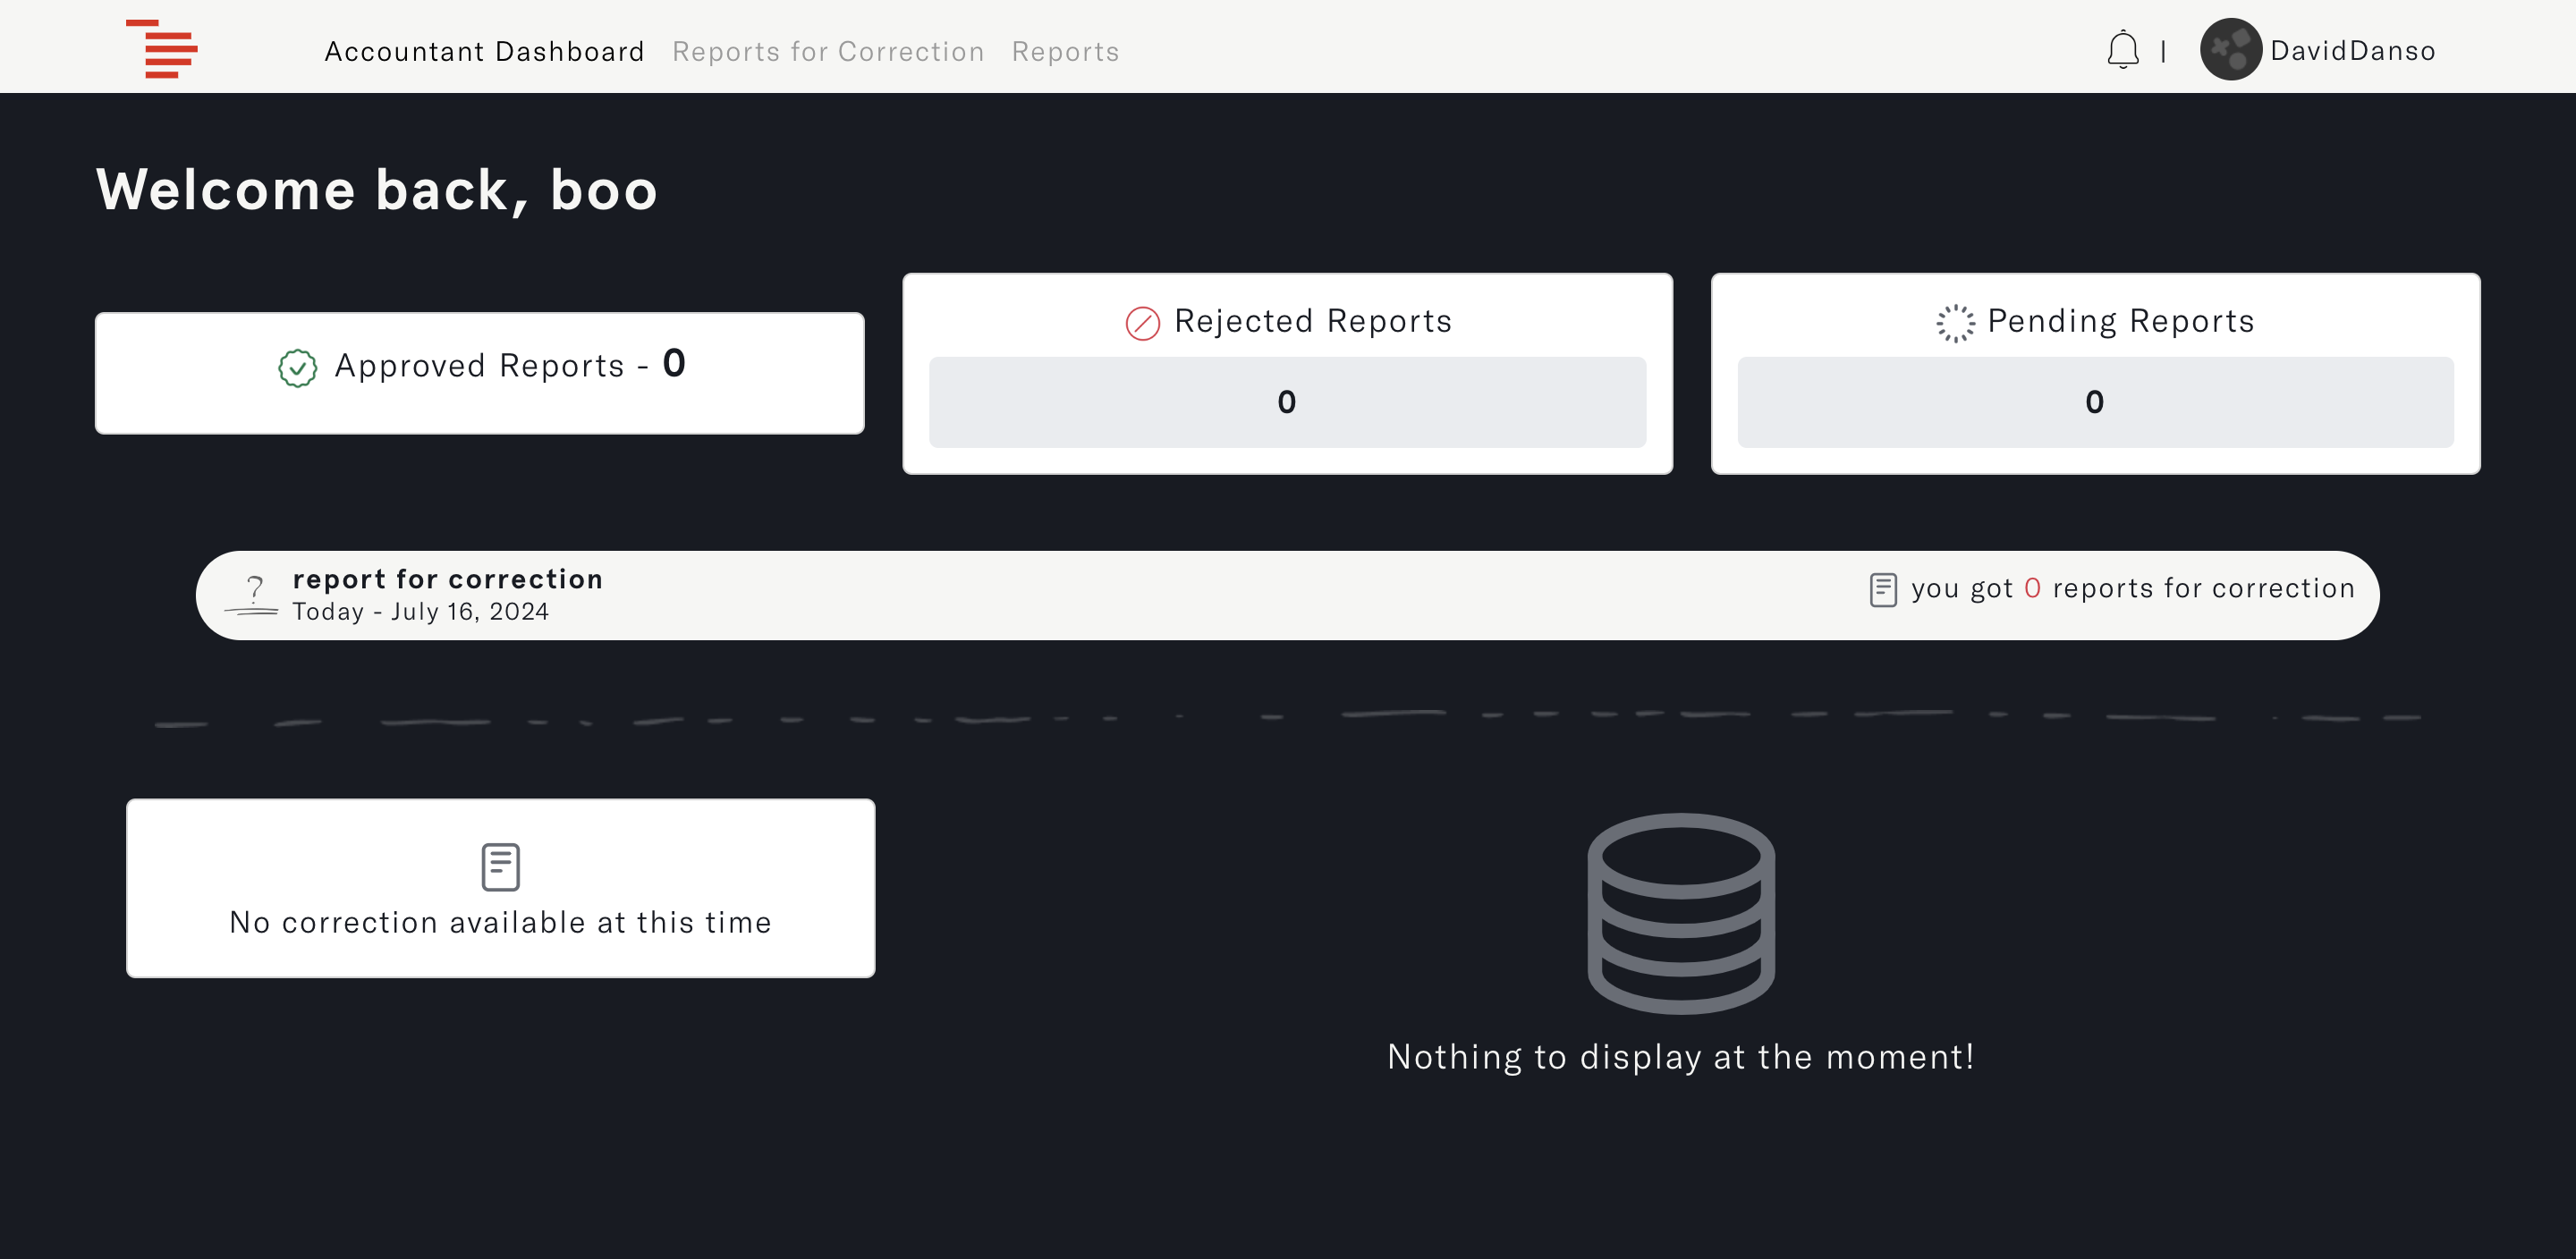 Accountant Dashboard Reports for Correction Reports | DavidDanso
Welcome back, boo
Approved Reports - 0
Rejected Reports
0
Pending Reports
0
?
report for correction
Today - July 16, 2024
you got 0 reports for correction
No correction available at this time
Nothing to display at the moment!